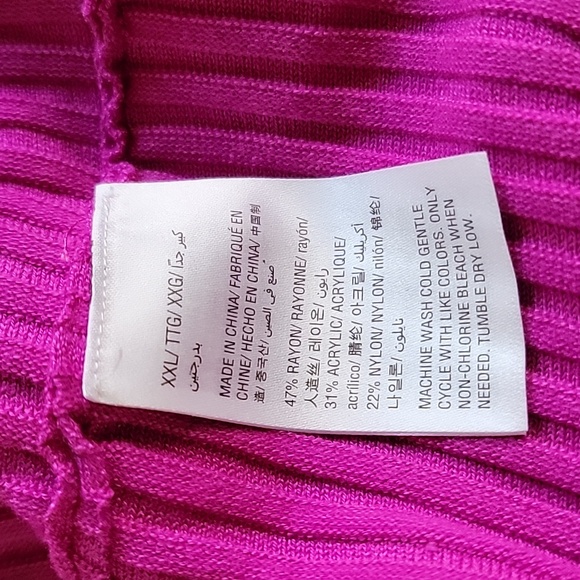 XXL/ TTG/ XXG/ كبير جداً
بدرجتين
MADE IN CHINA/ FABRIQUÉ EN
CHINE/HECHO EN CHINA/ 中国制
造/ 중국산/ صنع في الصين/
47% RAYON/ RAYONNE/ rayón/
人造丝/ 레이온/ رايون
31% ACRYLIC/ ACRYLIQUE/
acrílico/ 腈纶 아크릴/ أكريليك/
22% NYLON/ NYLON/ nilón/ 锦纶/
나일론/ نايلون
MACHINE WASH COLD GENTLE
CYCLE WITH LIKE COLORS. ONLY
NON-CHLORINE BLEACH WHEN
NEEDED. TUMBLE DRY LOW.